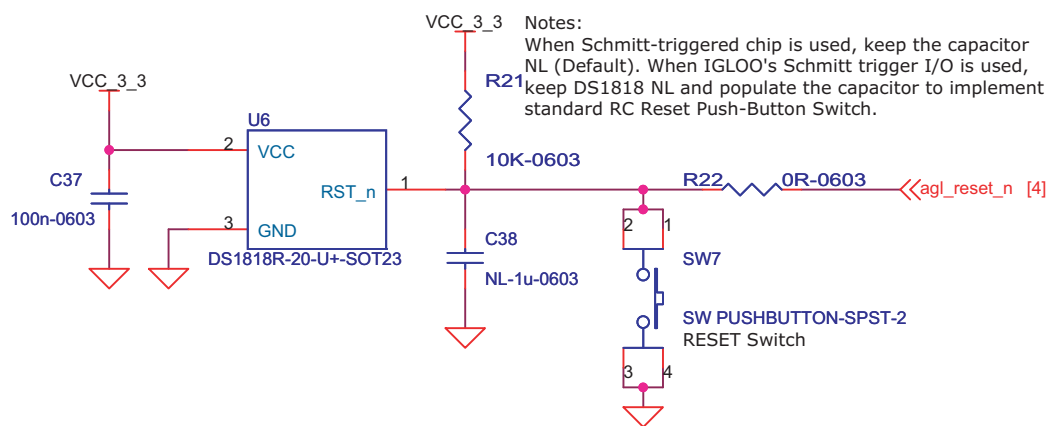 VCC_3_3
Notes:
When Schmitt-triggered chip is used, keep the capacitor
NL (Default). When IGLOO's Schmitt trigger I/O is used,
keep DS1818 NL and populate the capacitor to implement
standard RC Reset Push-Button Switch.
VCC_3_3
R21
10K-0603
U6
2
VCC
RST_n
1
3
GND
DS1818R-20-U+-SOT23
C37
100n-0603
C38
NL-1u-0603
R22
0R-0603
agl_reset_n [4]
2
1
SW7
SW PUSHBUTTON-SPST-2
RESET Switch
3
4